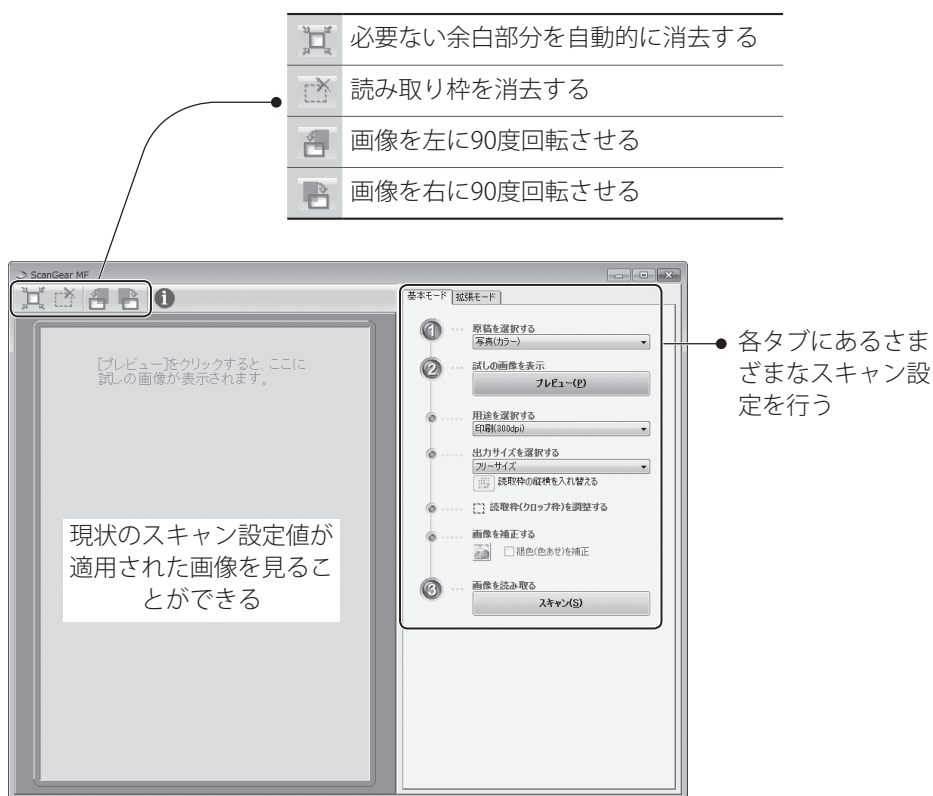 必要ない余白部分を自動的に消去する
読み取り枠を消去する
画像を左に90度回転させる
画像を右に90度回転させる
ScanGear MF
[プレビュー]をクリックすると、ここに
試しの画像が表示されます。
現状のスキャン設定値が
適用された画像を見るこ
とができる
基本モード 拡張モード
1 原稿を選択する
写真(カラー)
2 試しの画像を表示
プレビュー(P)
用途を選択する
印刷(300dpi)
出力サイズを選択する
フリーサイズ
読取枠の縦横を入れ替える
読取枠(クロップ枠)を調整する
画像を補正する
褪色(色あせ)を補正
3 画像を読み取る
スキャン(S)
各タブにあるさま
ざまなスキャン設
定を行う